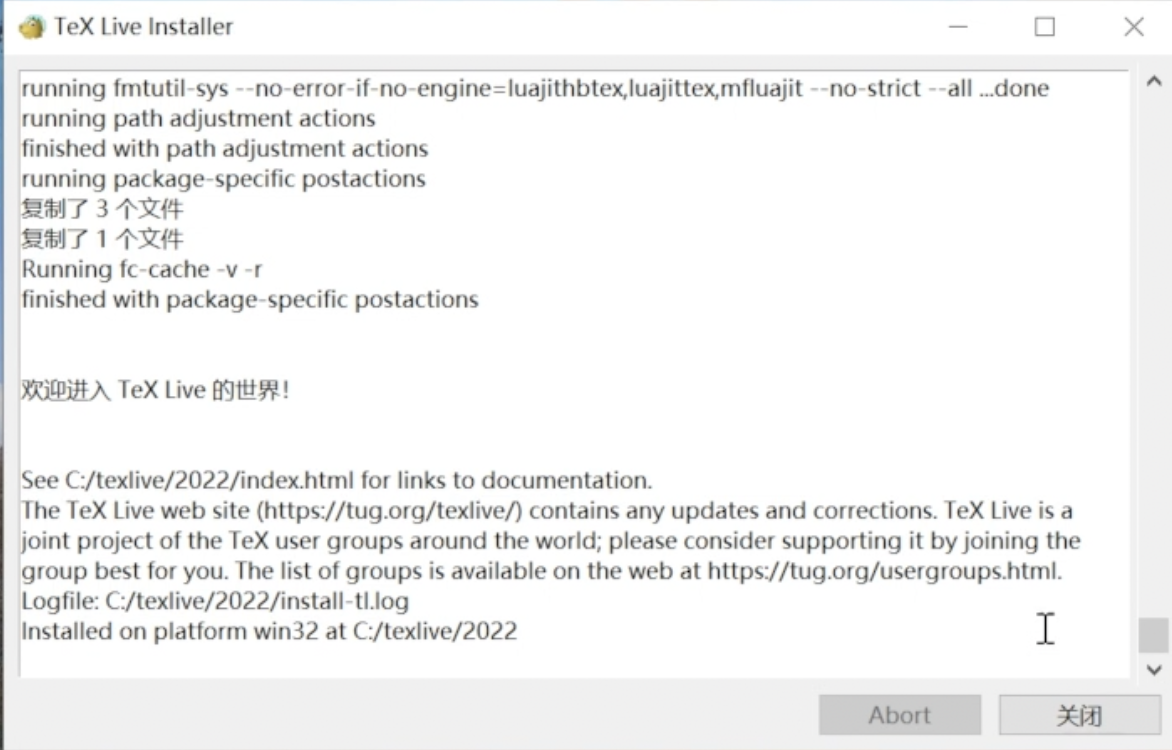 TeX Live Installer
running fmtutil-sys --no-error-if-no-engine=luajithbtex,luajittex,mfluajit --no-strict --all ...done
running path adjustment actions
finished with path adjustment actions
running package-specific postactions
复制了 3 个文件
复制了 1 个文件
Running fc-cache -v -r
finished with package-specific postactions
欢迎进入 TeX Live 的世界!
See C:/texlive/2022/index.html for links to documentation.
The TeX Live web site (https://tug.org/texlive/) contains any updates and corrections. TeX Live is a
joint project of the TeX user groups around the world; please consider supporting it by joining the
group best for you. The list of groups is available on the web at https://tug.org/usergroups.html.
Logfile: C:/texlive/2022/install-tl.log
Installed on platform win32 at C:/texlive/2022
Abort
关闭